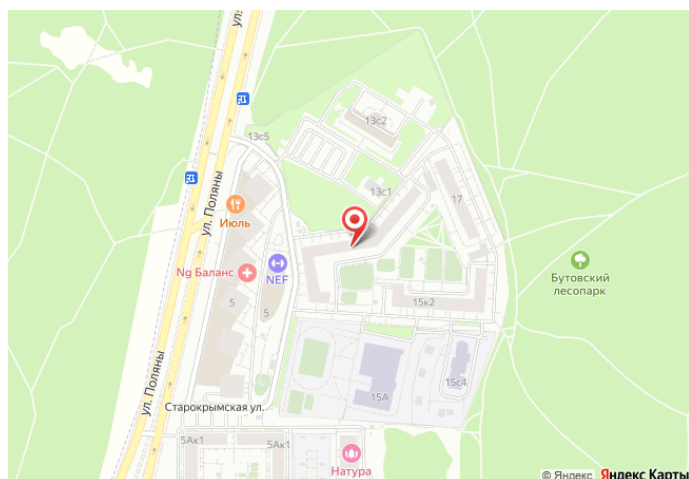 ул.
13с2
13с5
13с1
17
ул. Поляны
Июль
Ng Баланс
NEF
5
5
Бутовский
лесопарк
15к2
15А
15с4
ул. Поляны
Старокрымская ул.
5Ак1
5Ак1
Натура
© Яндекс Яндекс Карты